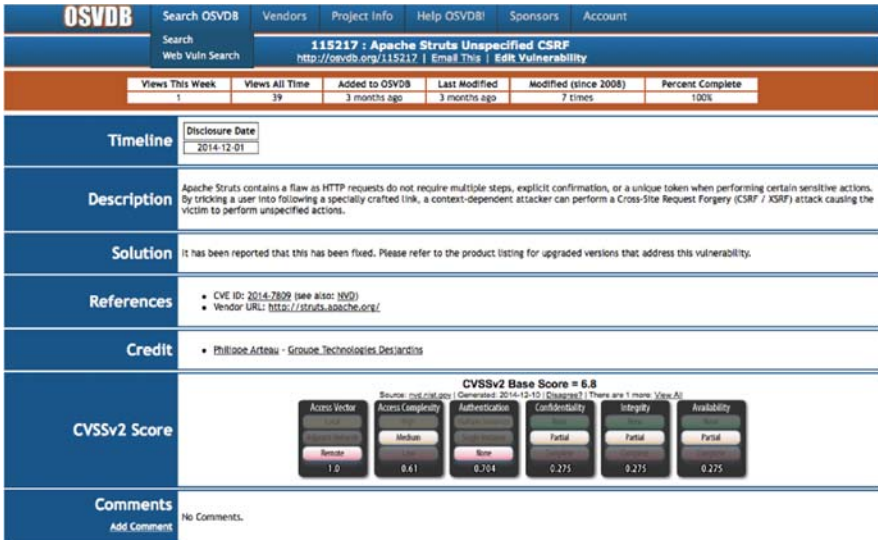 OSVDB Search OSVDB Vendors Project Info Help OSVDB! Sponsors Account
Search
Web Vuln Search
115217 : Apache Struts Unspecified CSRF
http://osvdb.org/115217 | Email This | Edit Vulnerability
Views This Week Views All Time Added to OSVDB Last Modified Modified (since 2008) Percent Complete
1 39 3 months ago 3 months ago 7 times 100%
Timeline
Disclosure Date
2014-12-01
Description
Apache Struts contains a flaw as HTTP requests do not require multiple steps, explicit confirmation, or a unique token when performing certain sensitive actions.
By tricking a user into following a specially crafted link, a context-dependent attacker can perform a Cross-Site Request Forgery (CSRF / XSRF) attack causing the
victim to perform unspecified actions.
Solution
It has been reported that this has been fixed. Please refer to the product listing for upgraded versions that address this vulnerability.
References
• CVE ID: 2014-7809 (see also: NVD)
• Vendor URL: http://struts.apache.org/
Credit
• Philippe Arteau - Groupe Technologies Desjardins
CVSSv2 Score
CVSSv2 Base Score = 6.8
Source: nvd.nist.gov | Generated: 2014-12-10 | Disagree? | There are 1 more: View All
Access Vector Access Complexity Authentication Confidentiality Integrity Availability
Medium Partial Partial Partial
Remote None
1.0 0.61 0.704 0.275 0.275 0.275
Comments
Add Comment
No Comments.